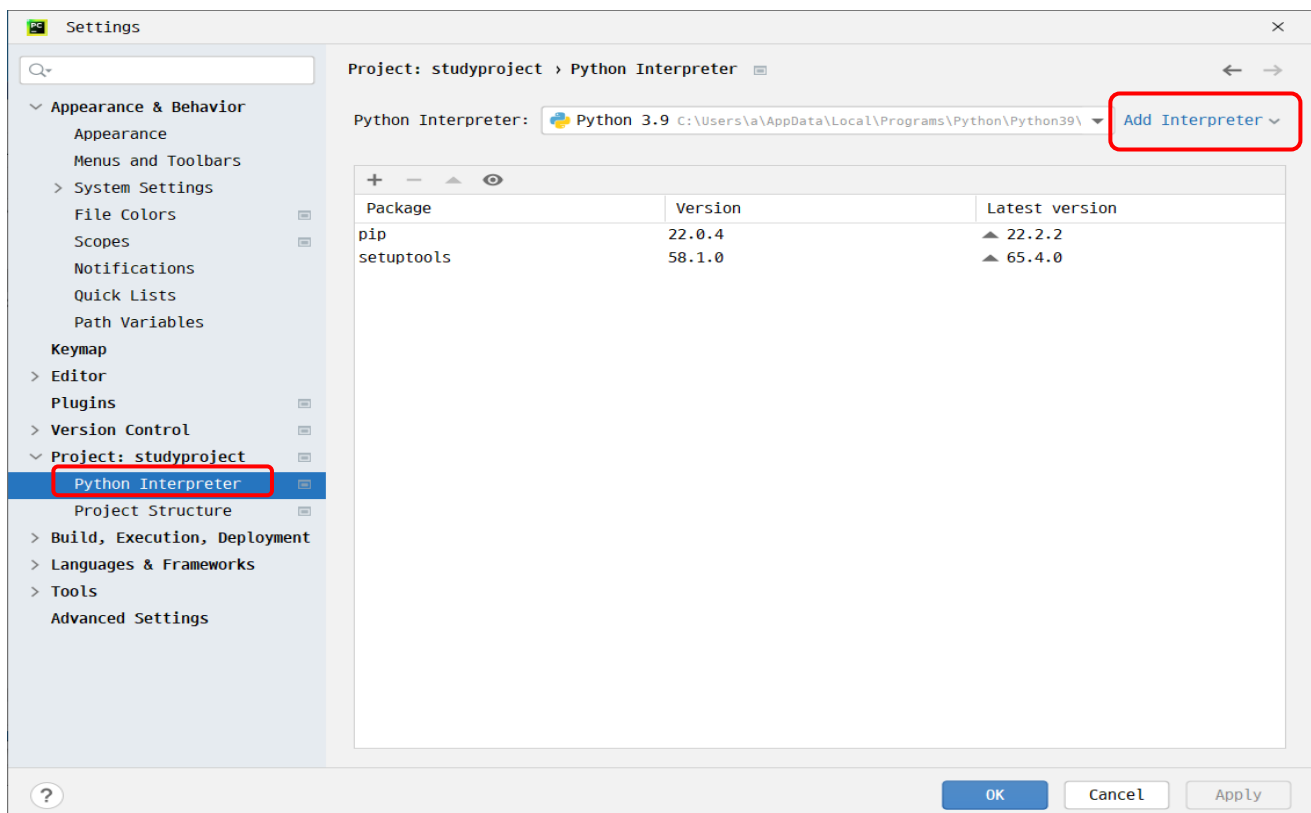 PC Settings
Project: studyproject › Python Interpreter
Appearance & Behavior
Appearance
Menus and Toolbars
System Settings
File Colors
Scopes
Notifications
Quick Lists
Path Variables
Keymap
Editor
Plugins
Version Control
Project: studyproject
Python Interpreter
Project Structure
Build, Execution, Deployment
Languages & Frameworks
Tools
Advanced Settings
Python Interpreter: Python 3.9 C:\Users\a\AppData\Local\Programs\Python\Python39\ Add Interpreter
Package Version Latest version
pip 22.0.4 22.2.2
setuptools 58.1.0 65.4.0
? OK Cancel Apply